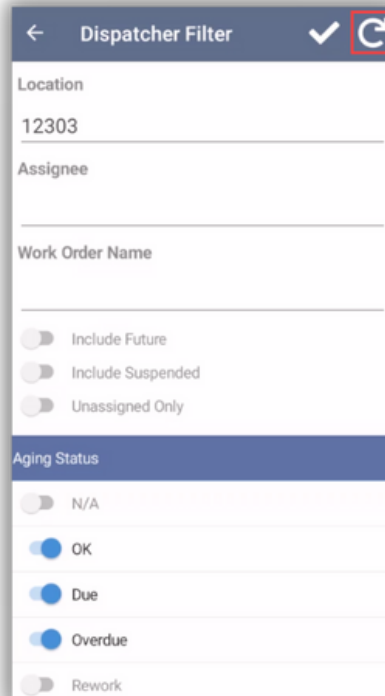 Dispatcher Filter
Location
12303
Assignee
Work Order Name
Include Future
Include Suspended
Unassigned Only
Aging Status
N/A
OK
Due
Overdue
Rework